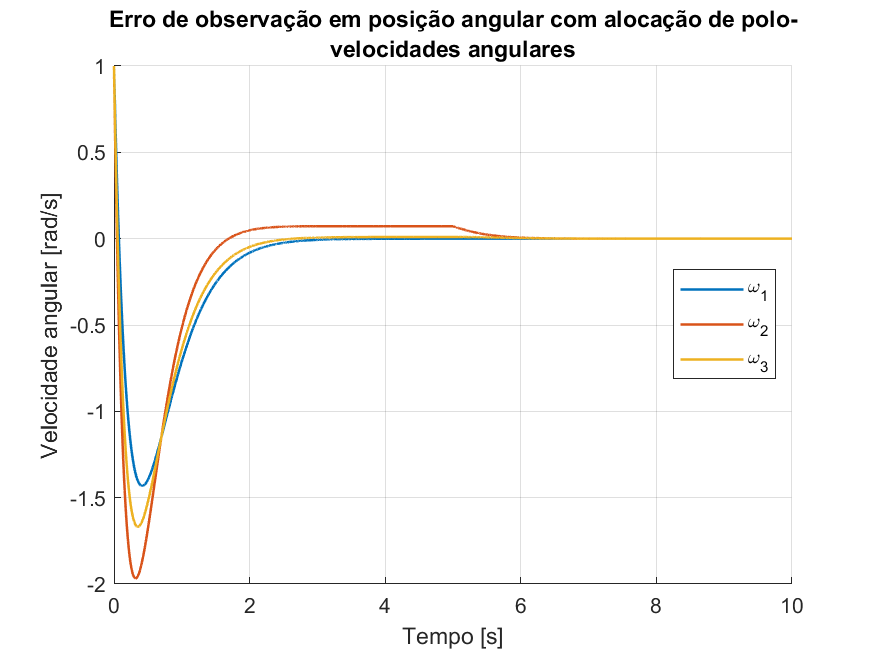 Erro de observação em posição angular com alocação de polo-
velocidades angulares
1
0.5
0
-0.5
-1
-1.5
-2
0
2
4
6
8
10
Velocidade angular [rad/s]
Tempo [s]
ω1
ω2
ω3